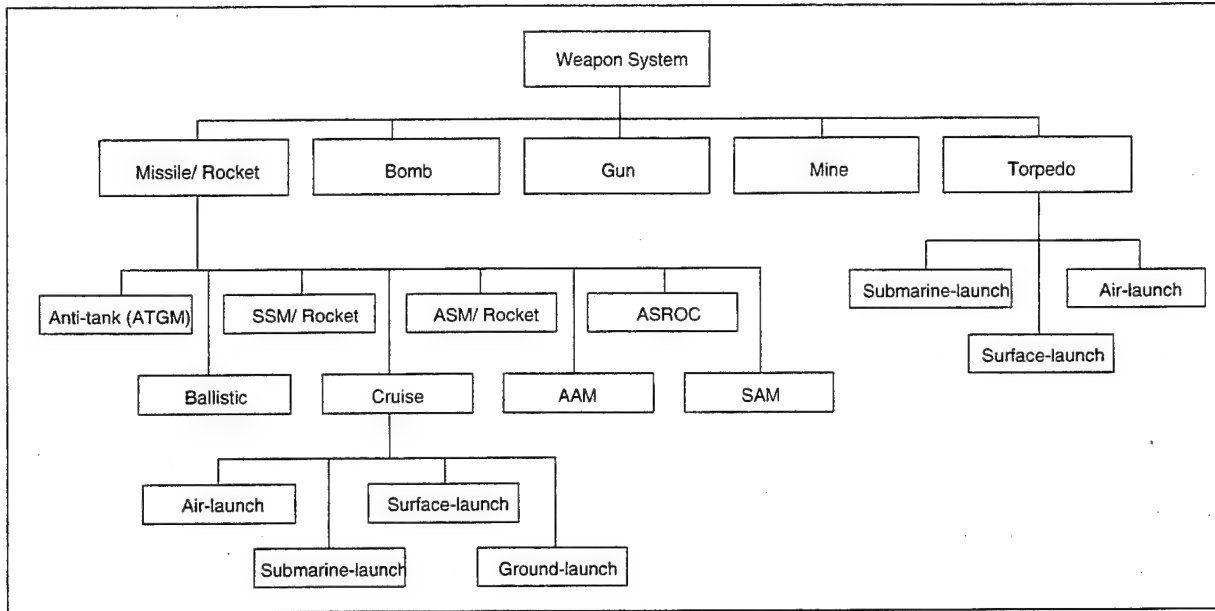 Weapon System
Missile/ Rocket
Bomb
Gun
Mine
Torpedo
Submarine-launch
Air-launch
Surface-launch
Anti-tank (ATGM)
SSM/ Rocket
ASM/ Rocket
ASROC
Ballistic
Cruise
AAM
SAM
Air-launch
Surface-launch
Submarine-launch
Ground-launch